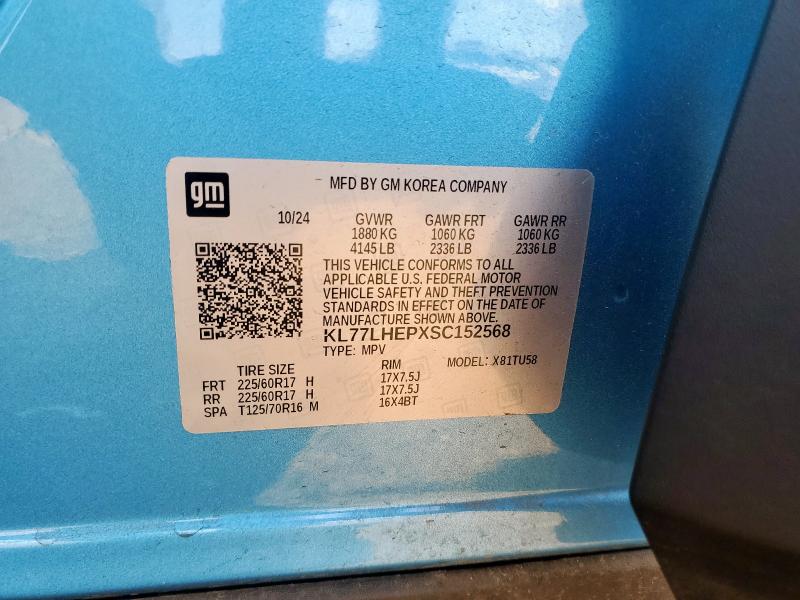 gm
MFD BY GM KOREA COMPANY
10/24 GVWR GAWR FRT GAWR RR
1880 KG 1060 KG 1060 KG
4145 LB 2336 LB 2336 LB
THIS VEHICLE CONFORMS TO ALL
APPLICABLE U.S. FEDERAL MOTOR
VEHICLE SAFETY AND THEFT PREVENTION
STANDARDS IN EFFECT ON THE DATE OF
MANUFACTURE SHOWN ABOVE.
KL77LHEPXSC152568
TYPE: MPV
TIRE SIZE RIM MODEL: X81TU58
FRT 225/60R17 H 17X7.5J
RR 225/60R17 H 17X7.5J
SPA T125/70R16 M 16X4BT